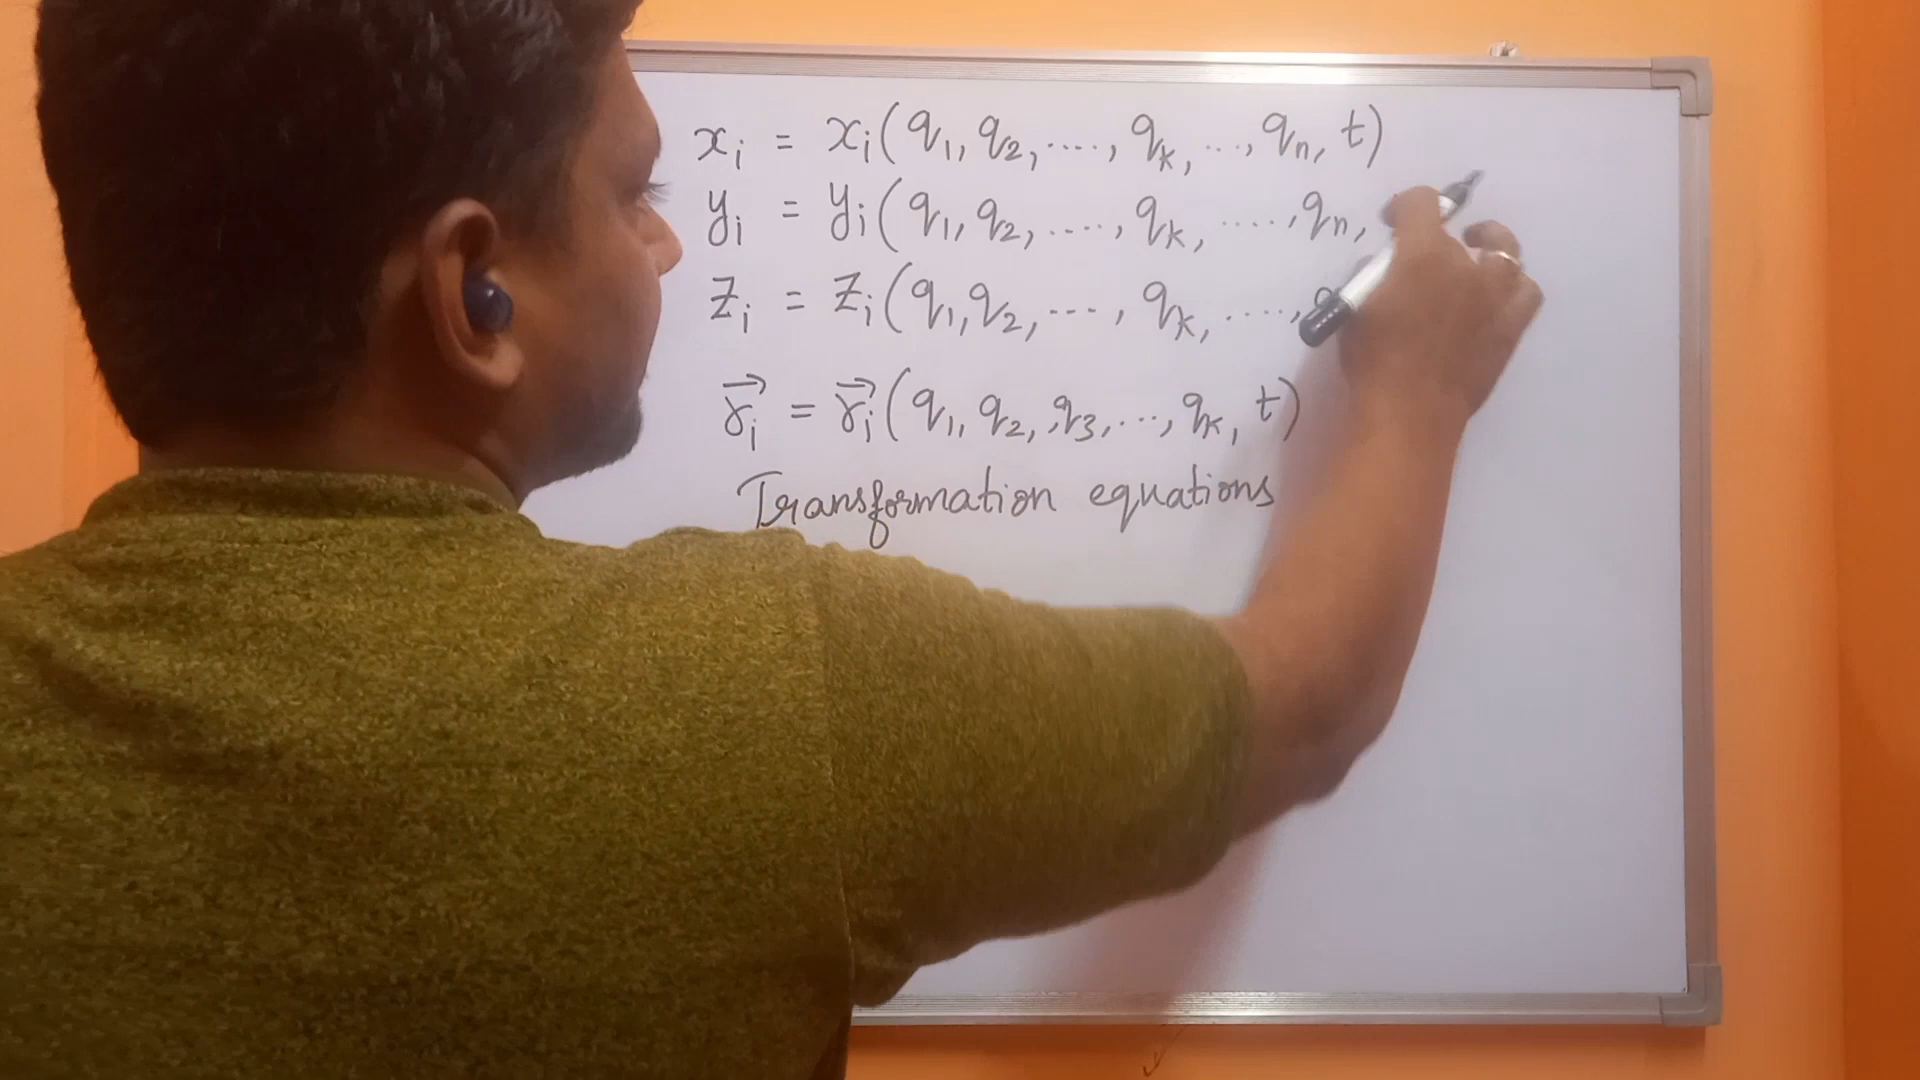 xᵢ = xᵢ(q₁, q₂, ...., qₖ, ..., qₙ, t)
yᵢ = yᵢ(q₁, q₂, ...., qₖ, ...., qₙ,
zᵢ = zᵢ(q₁, q₂, ---, qₖ, ....,
r⃗ᵢ = r⃗ᵢ(q₁, q₂, ,q₃, ..., qₖ, t)
Transformation equations